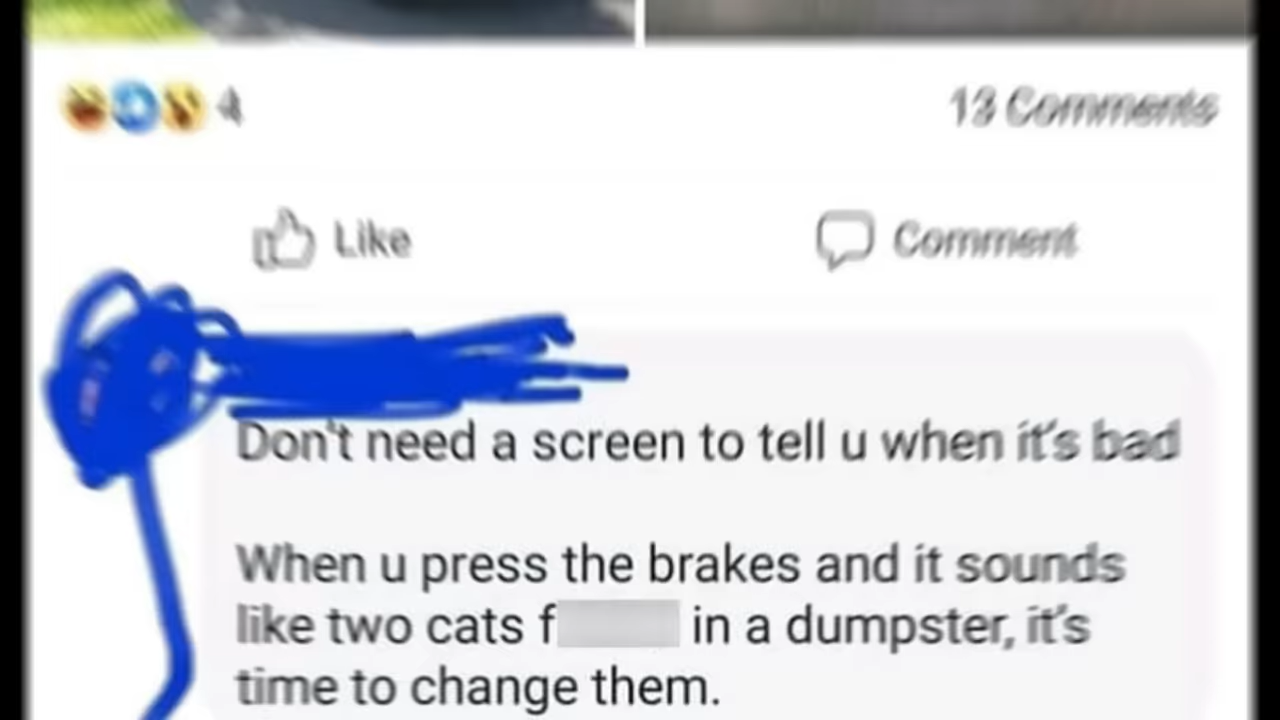 4
13 Comments
Like
Comment
Don't need a screen to tell u when it's bad
When u press the brakes and it sounds
like two cats f in a dumpster, it's
time to change them.